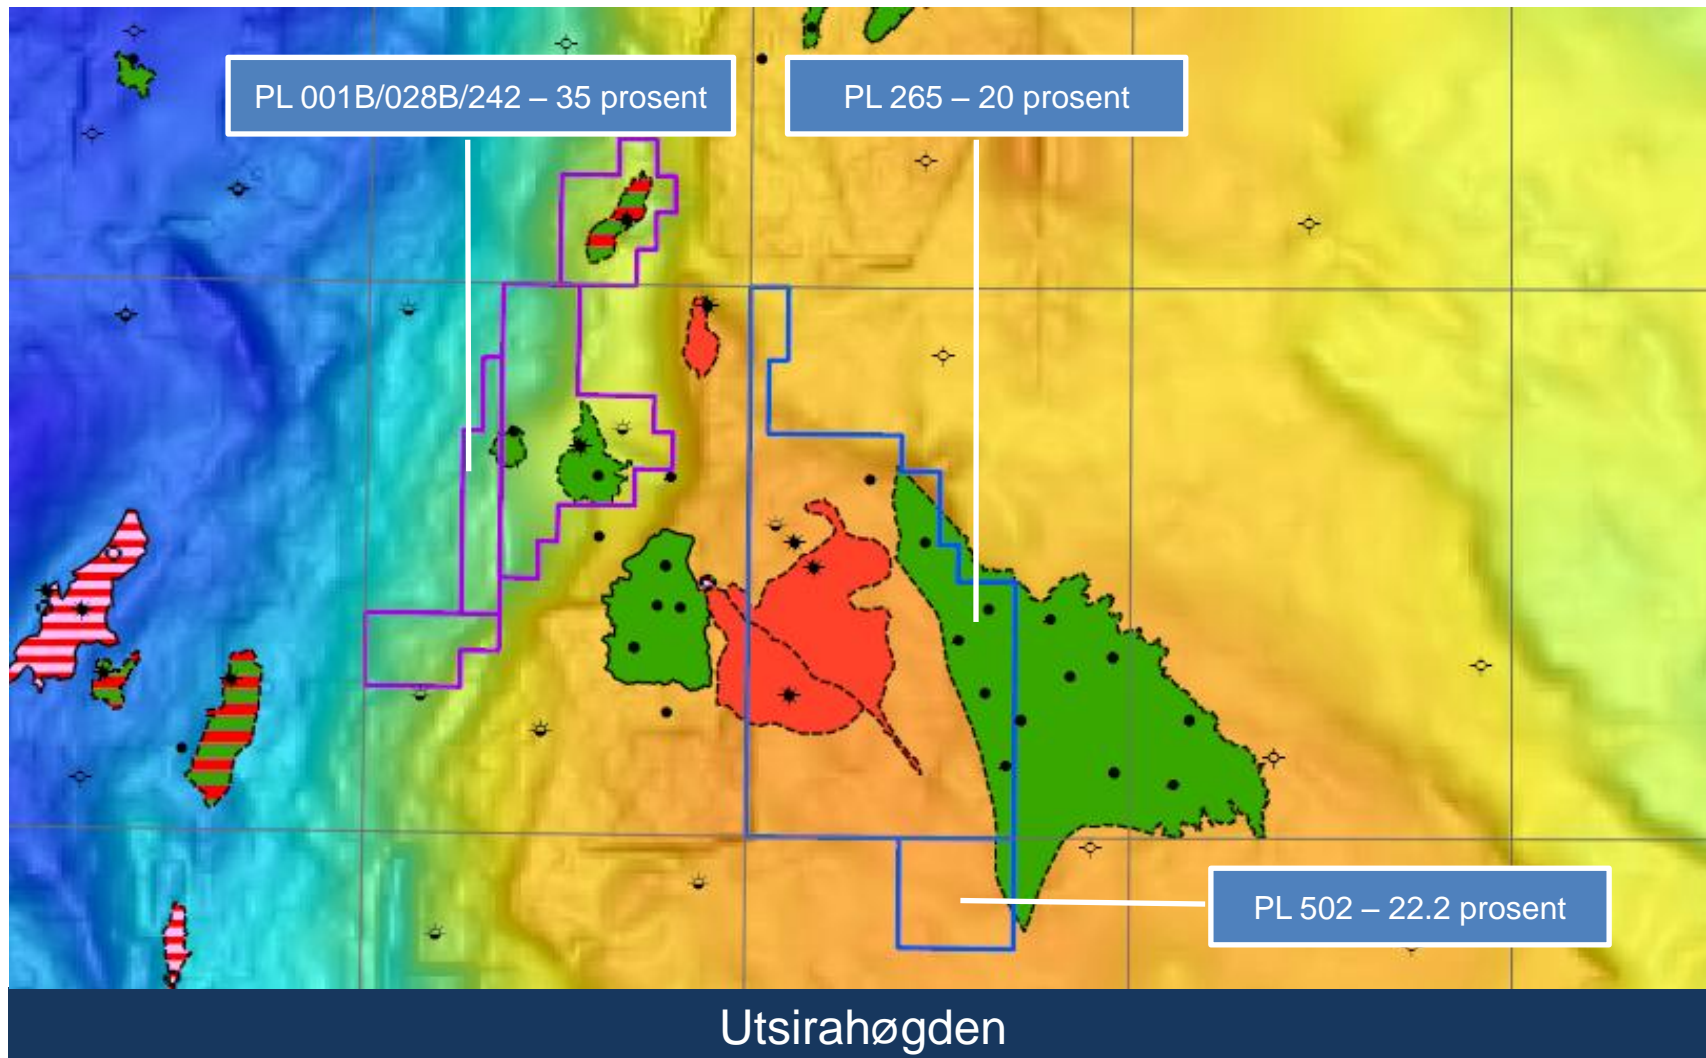 PL 001B/028B/242 – 35 prosent
PL 265 – 20 prosent
PL 502 – 22.2 prosent
Utsirahøgden